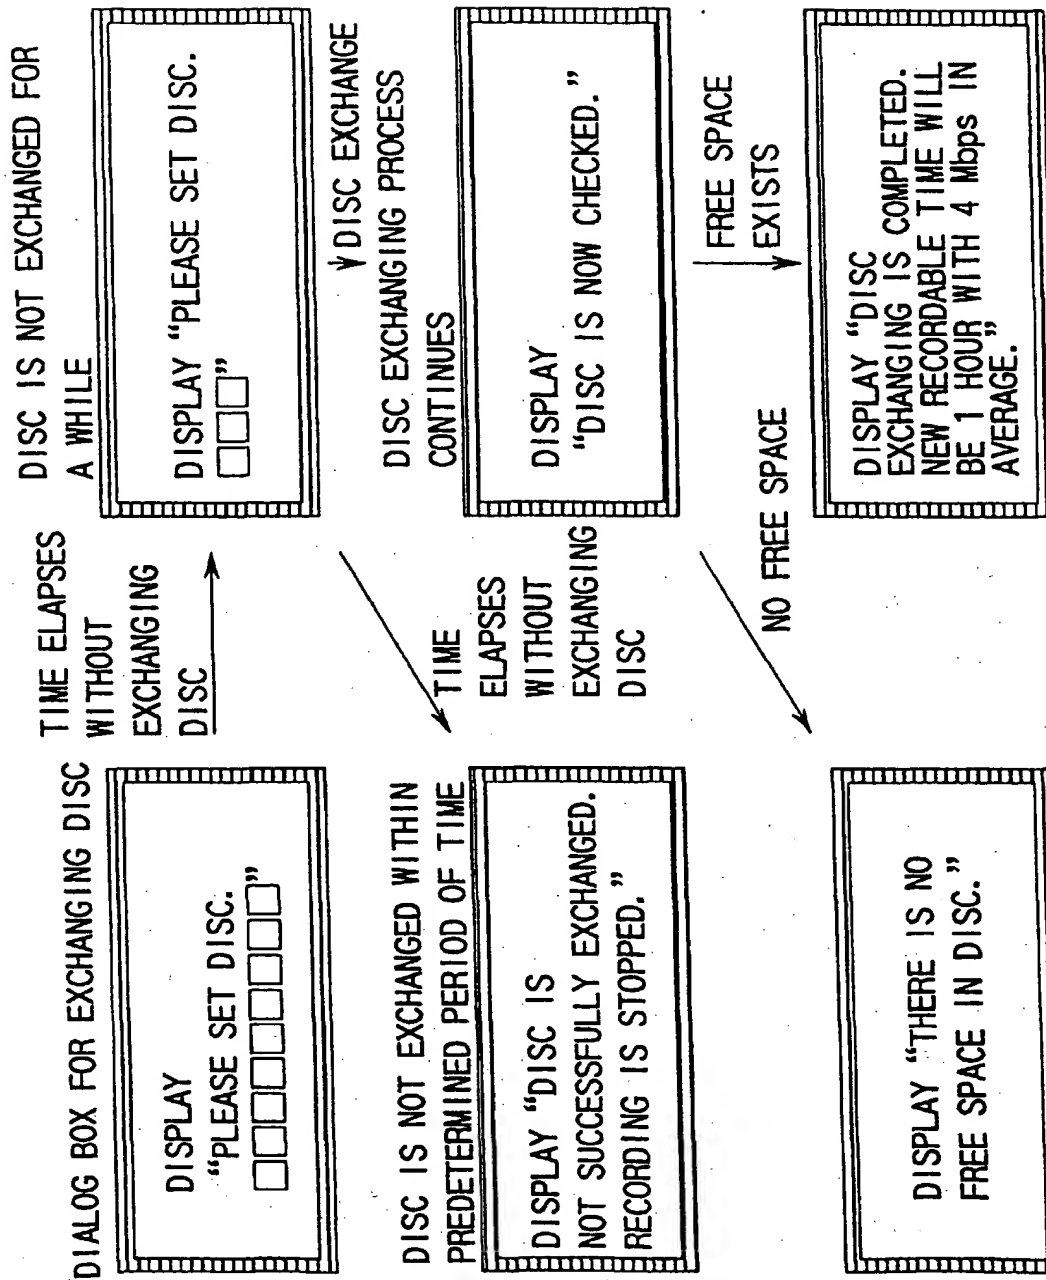 DIALOG BOX FOR EXCHANGING DISC
DISPLAY
“PLEASE SET DISC.
□□□□□□□□”
TIME ELAPSES
WITHOUT
EXCHANGING
DISC
DISC IS NOT EXCHANGED FOR
A WHILE
DISPLAY “PLEASE SET DISC.
□□□”
DISC EXCHANGE
DISC EXCHANGING PROCESS
CONTINUES
DISC IS NOT EXCHANGED WITHIN
PREDETERMINED PERIOD OF TIME
DISPLAY “DISC IS
NOT SUCCESSFULLY EXCHANGED.
RECORDING IS STOPPED.”
TIME
ELAPSES
WITHOUT
EXCHANGING
DISC
DISPLAY
“DISC IS NOW CHECKED.”
FREE SPACE
EXISTS
NO FREE SPACE
DISPLAY “THERE IS NO
FREE SPACE IN DISC.”
DISPLAY “DISC
EXCHANGING IS COMPLETED.
NEW RECORDABLE TIME WILL
BE 1 HOUR WITH 4 Mbps IN
AVERAGE.”